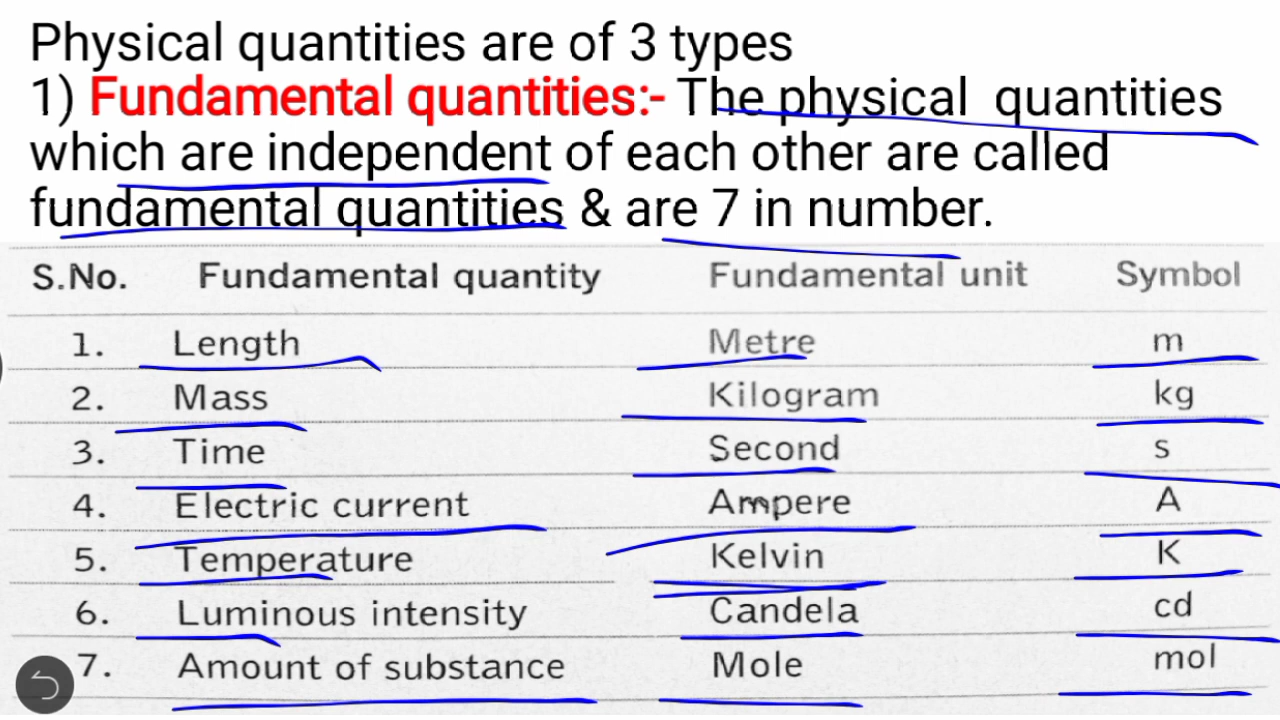 Physical quantities are of 3 types
1) Fundamental quantities:- The physical quantities
which are independent of each other are called
fundamental quantities & are 7 in number.
S.No. Fundamental quantity Fundamental unit Symbol
1. Length Metre m
2. Mass Kilogram kg
3. Time Second s
4. Electric current Ampere A
5. Temperature Kelvin K
6. Luminous intensity Candela cd
7. Amount of substance Mole mol